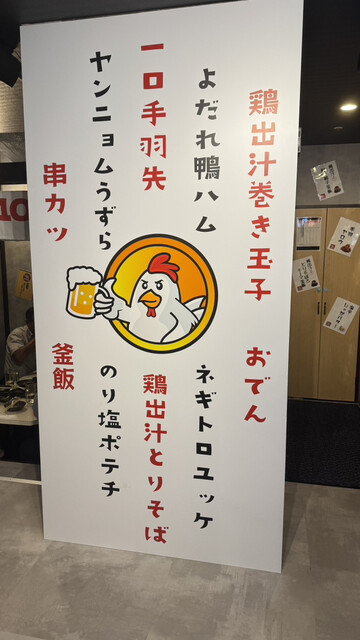 鶏出汁巻き玉子
おでん
よだれ鴨ハム
ネギトロユッケ
一口手羽先
鶏出汁とりそば
ヤンニョムうずら
のり塩ポテチ
串カツ
釜飯
10